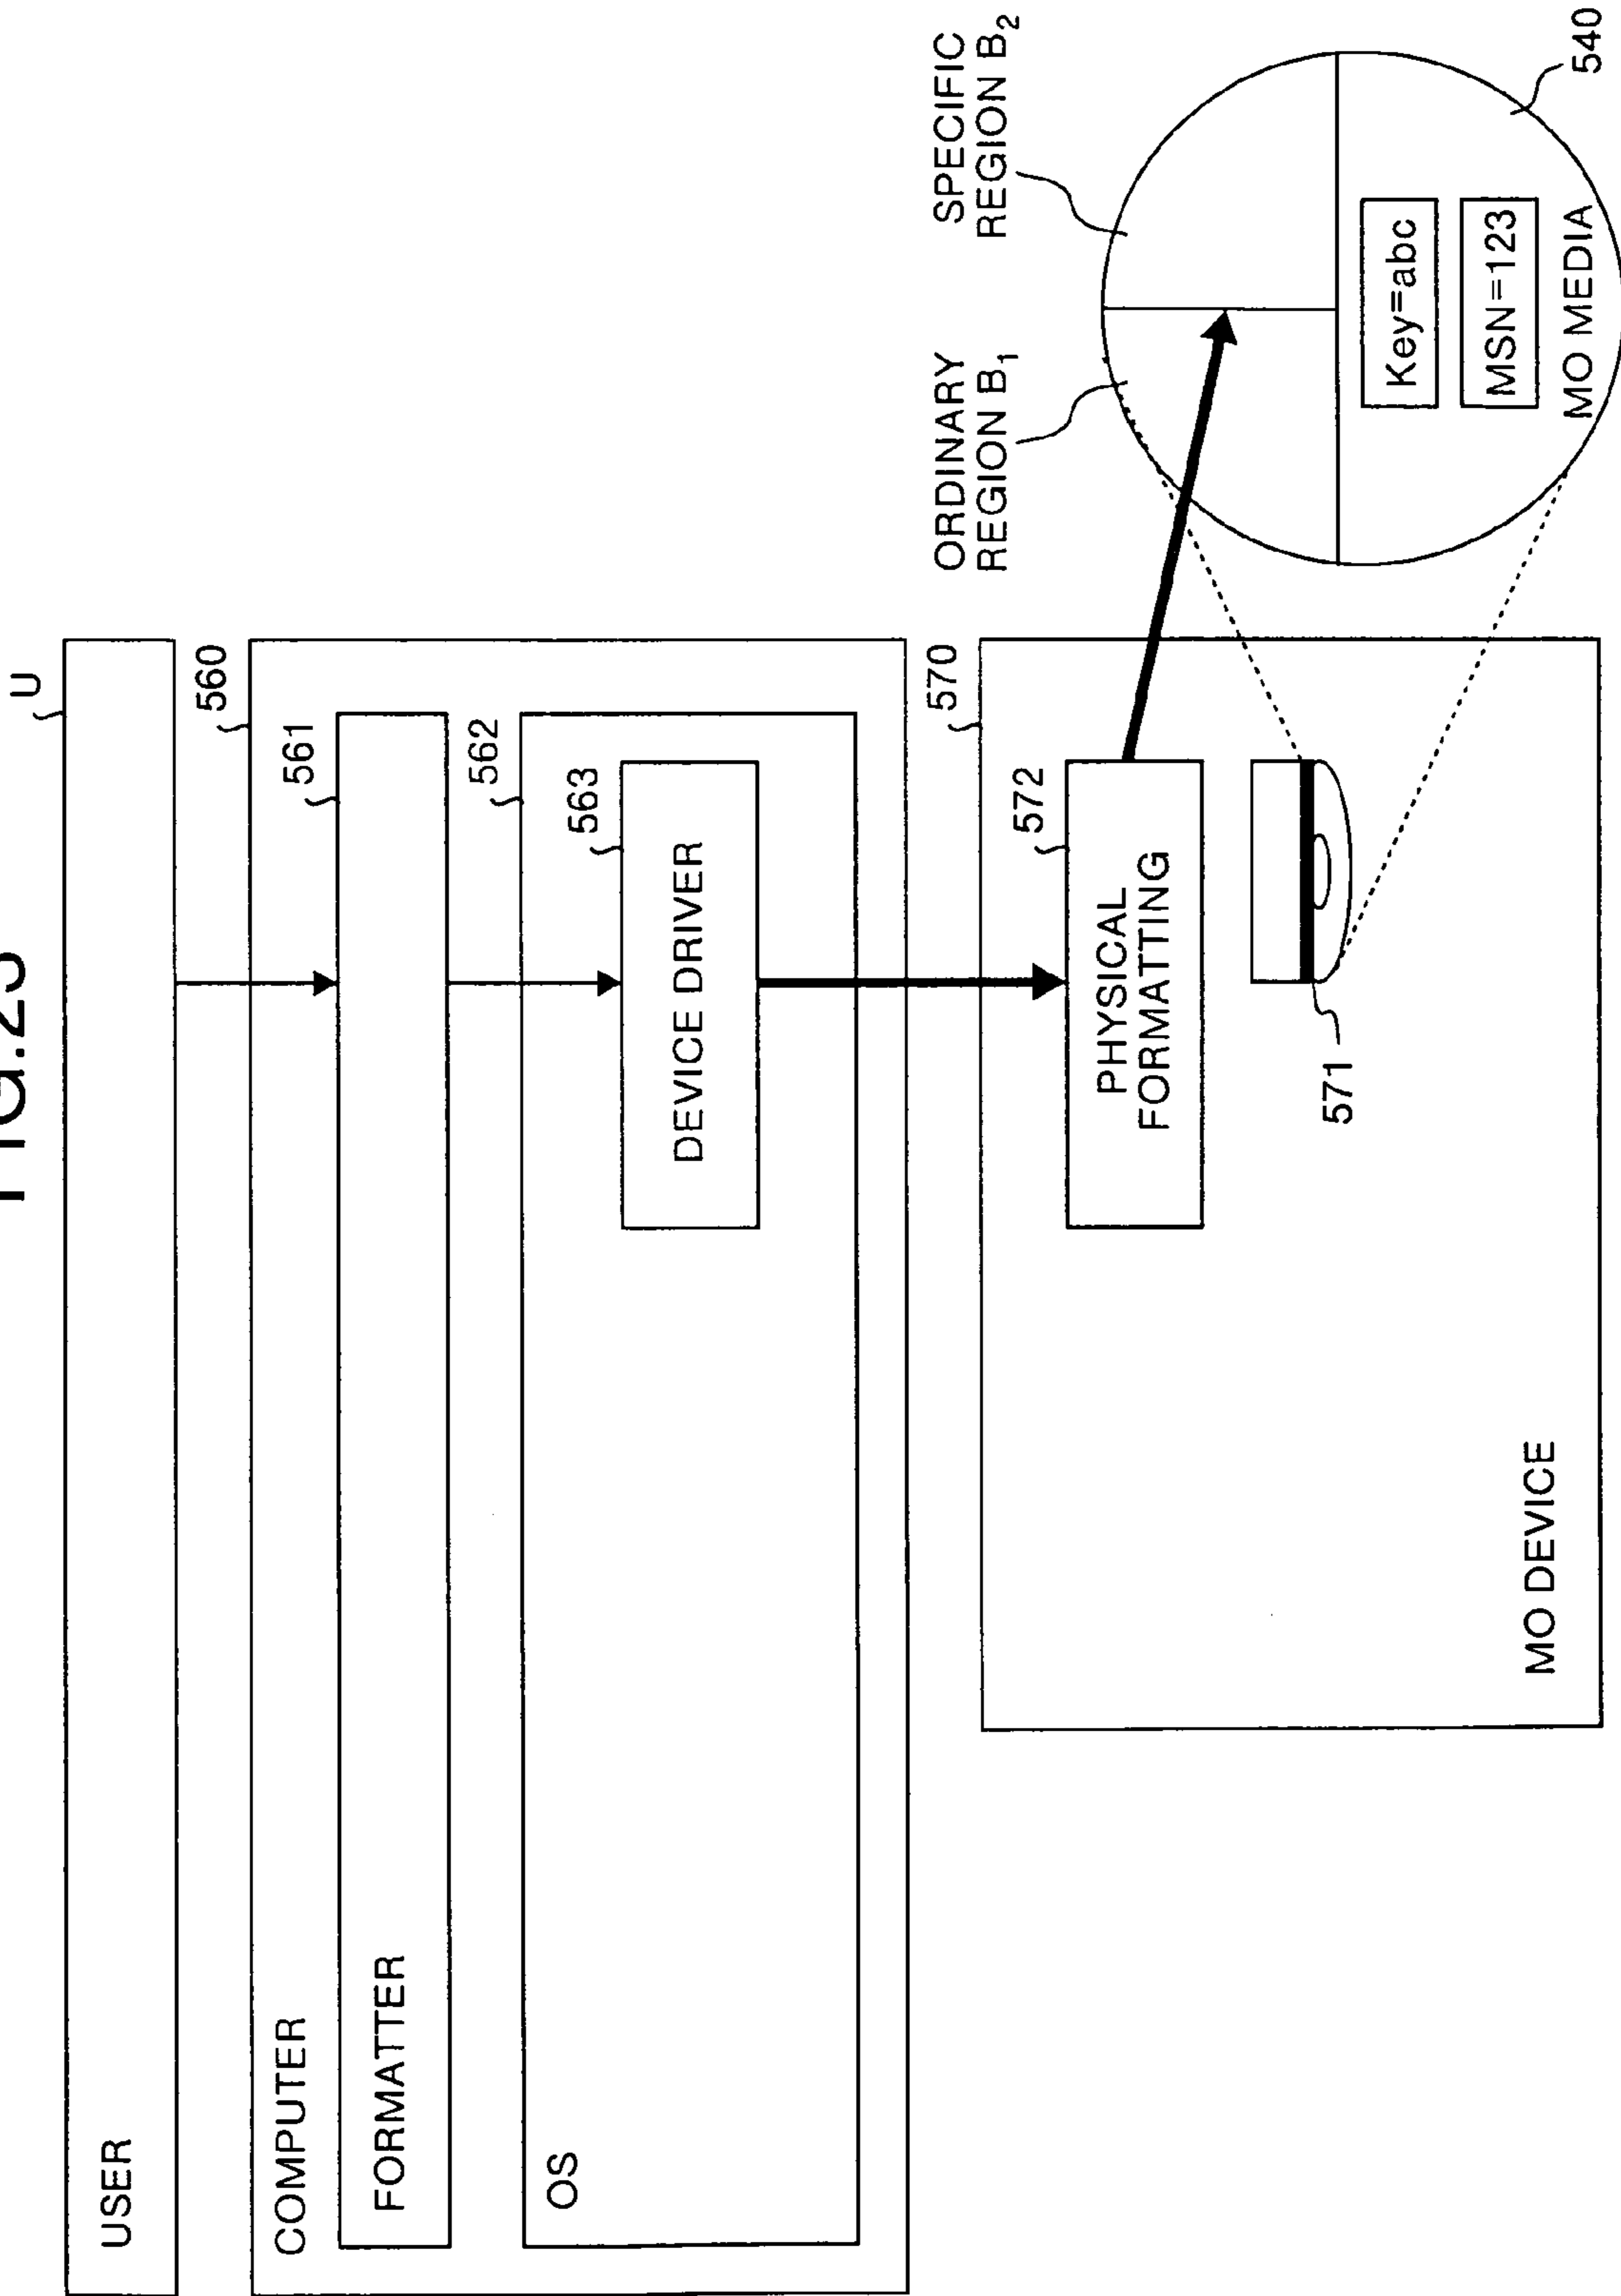 FIG.23
U
USER
560
COMPUTER
561
FORMATTER
562
OS
563
DEVICE DRIVER
570
572
PHYSICAL
FORMATTING
571
MO DEVICE
ORDINARY
REGION B₁
SPECIFIC
REGION B₂
Key=abc
MSN=123
MO MEDIA
540